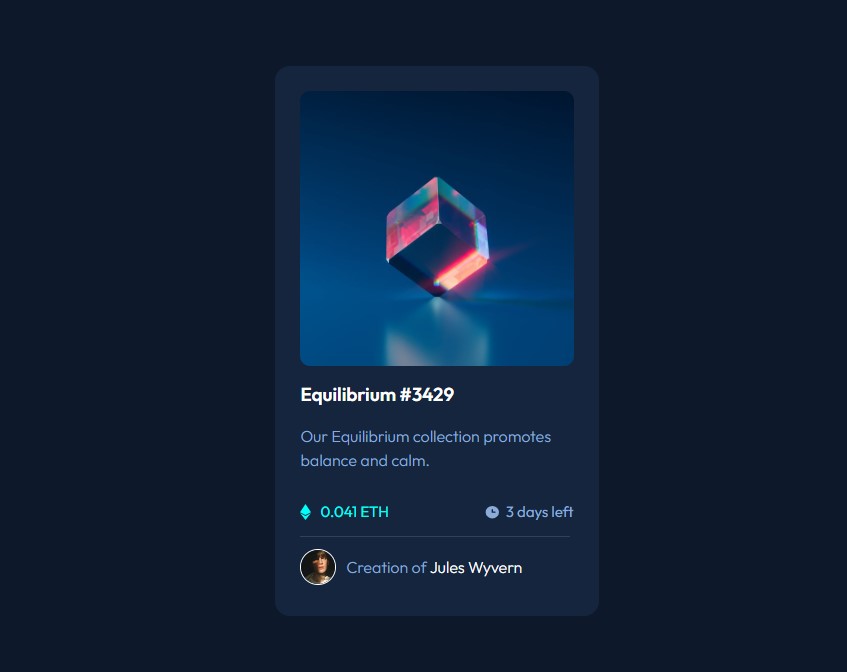 Equilibrium #3429
Our Equilibrium collection promotes
balance and calm.
0.041 ETH
3 days left
Creation of Jules Wyvern